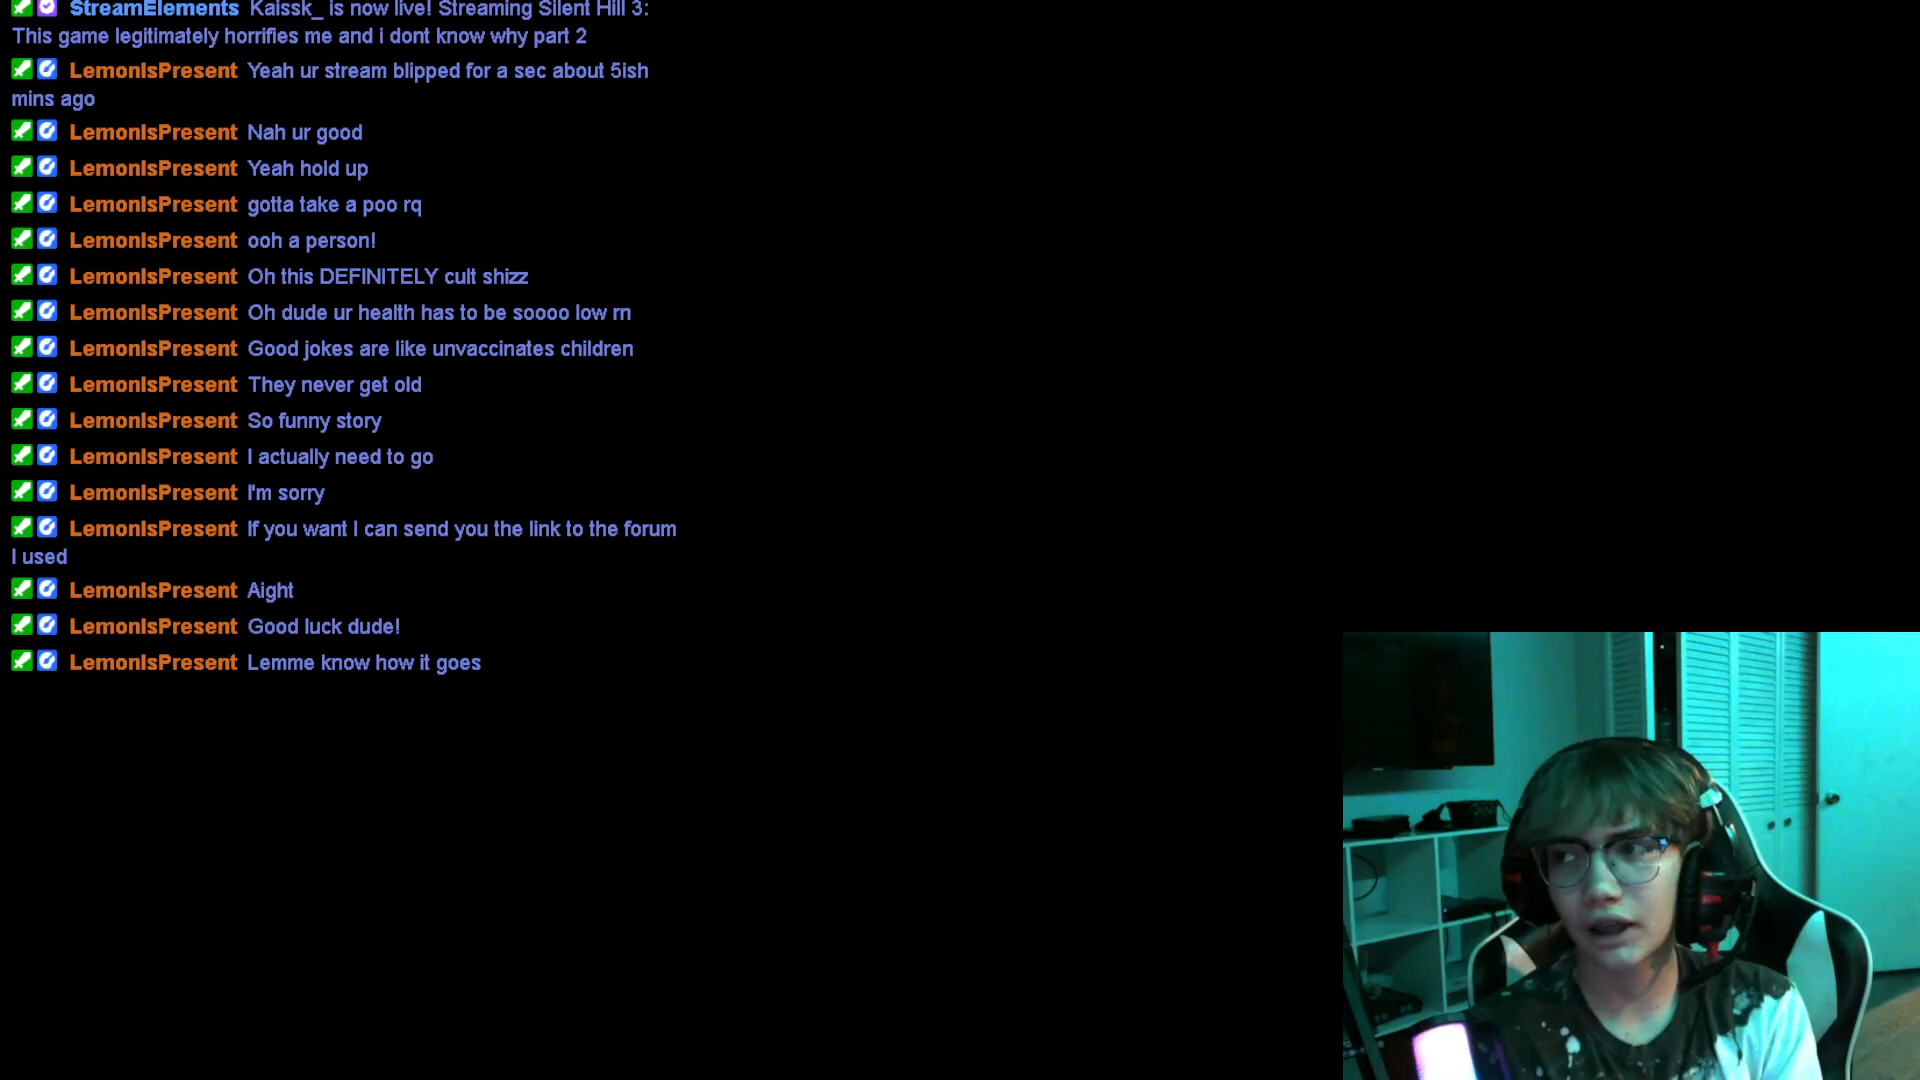 StreamElements Kaissk_ is now live! Streaming Silent Hill 3:
This game legitimately horrifies me and i dont know why part 2
LemonIsPresent Yeah ur stream blipped for a sec about 5ish
mins ago
LemonIsPresent Nah ur good
LemonIsPresent Yeah hold up
LemonIsPresent gotta take a poo rq
LemonIsPresent ooh a person!
LemonIsPresent Oh this DEFINITELY cult shizz
LemonIsPresent Oh dude ur health has to be soooo low rn
LemonIsPresent Good jokes are like unvaccinates children
LemonIsPresent They never get old
LemonIsPresent So funny story
LemonIsPresent I actually need to go
LemonIsPresent I'm sorry
LemonIsPresent If you want I can send you the link to the forum
I used
LemonIsPresent Aight
LemonIsPresent Good luck dude!
LemonIsPresent Lemme know how it goes